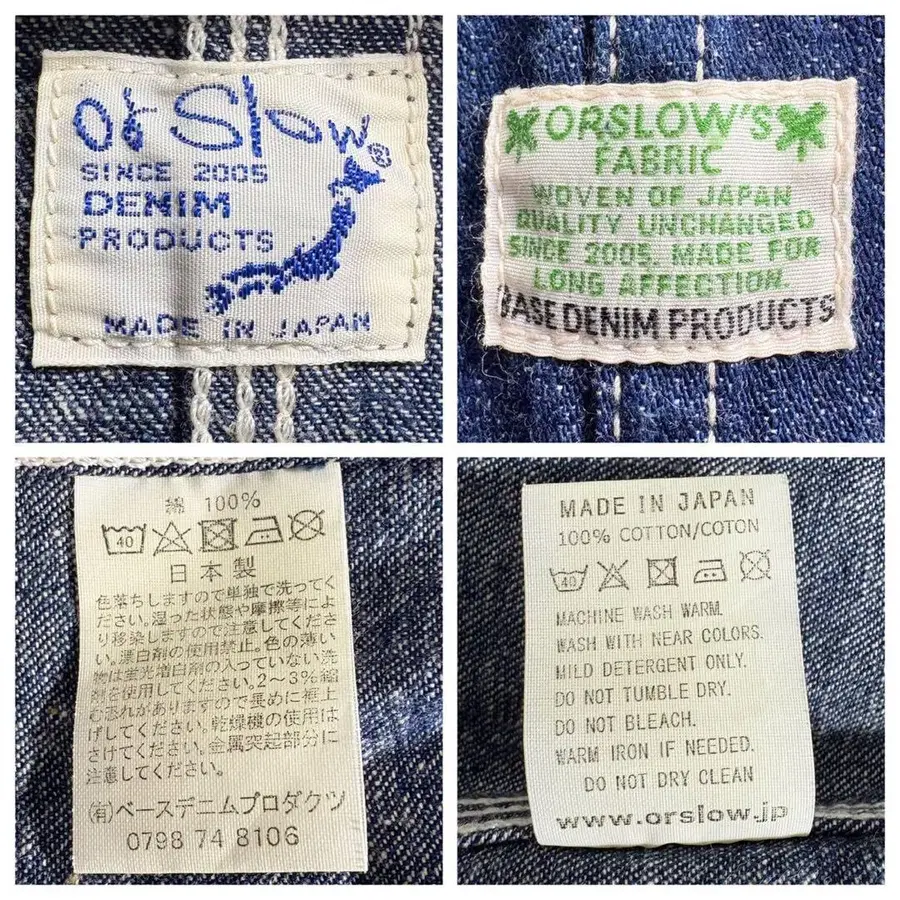 orslow®
SINCE 2005
DENIM
PRODUCTS
MADE IN JAPAN
ORSLOW'S
FABRIC
WOVEN OF JAPAN
QUALITY UNCHANGED
SINCE 2005. MADE FOR
LONG AFFECTION.
BASE DENIM PRODUCTS
綿 100%
40
日本製
色落ちしますので単独で洗ってく
ださい。湿った状態や摩擦等によ
り移染しますので注意してくださ
い。漂白剤の使用禁止。色の薄い
物は蛍光増白剤の入っていない洗
剤を使用してください。2～3%縮
む恐れがありますので長めに裾上
げしてください。乾燥機の使用は
さけてください。金属突起部分に
注意してください。
(有)ベースデニムプロダクツ
0798 74 8106
MADE IN JAPAN
100% COTTON/COTON
40
MACHINE WASH WARM.
WASH WITH NEAR COLORS.
MILD DETERGENT ONLY.
DO NOT TUMBLE DRY.
DO NOT BLEACH.
WARM IRON IF NEEDED.
DO NOT DRY CLEAN
www.orslow.jp